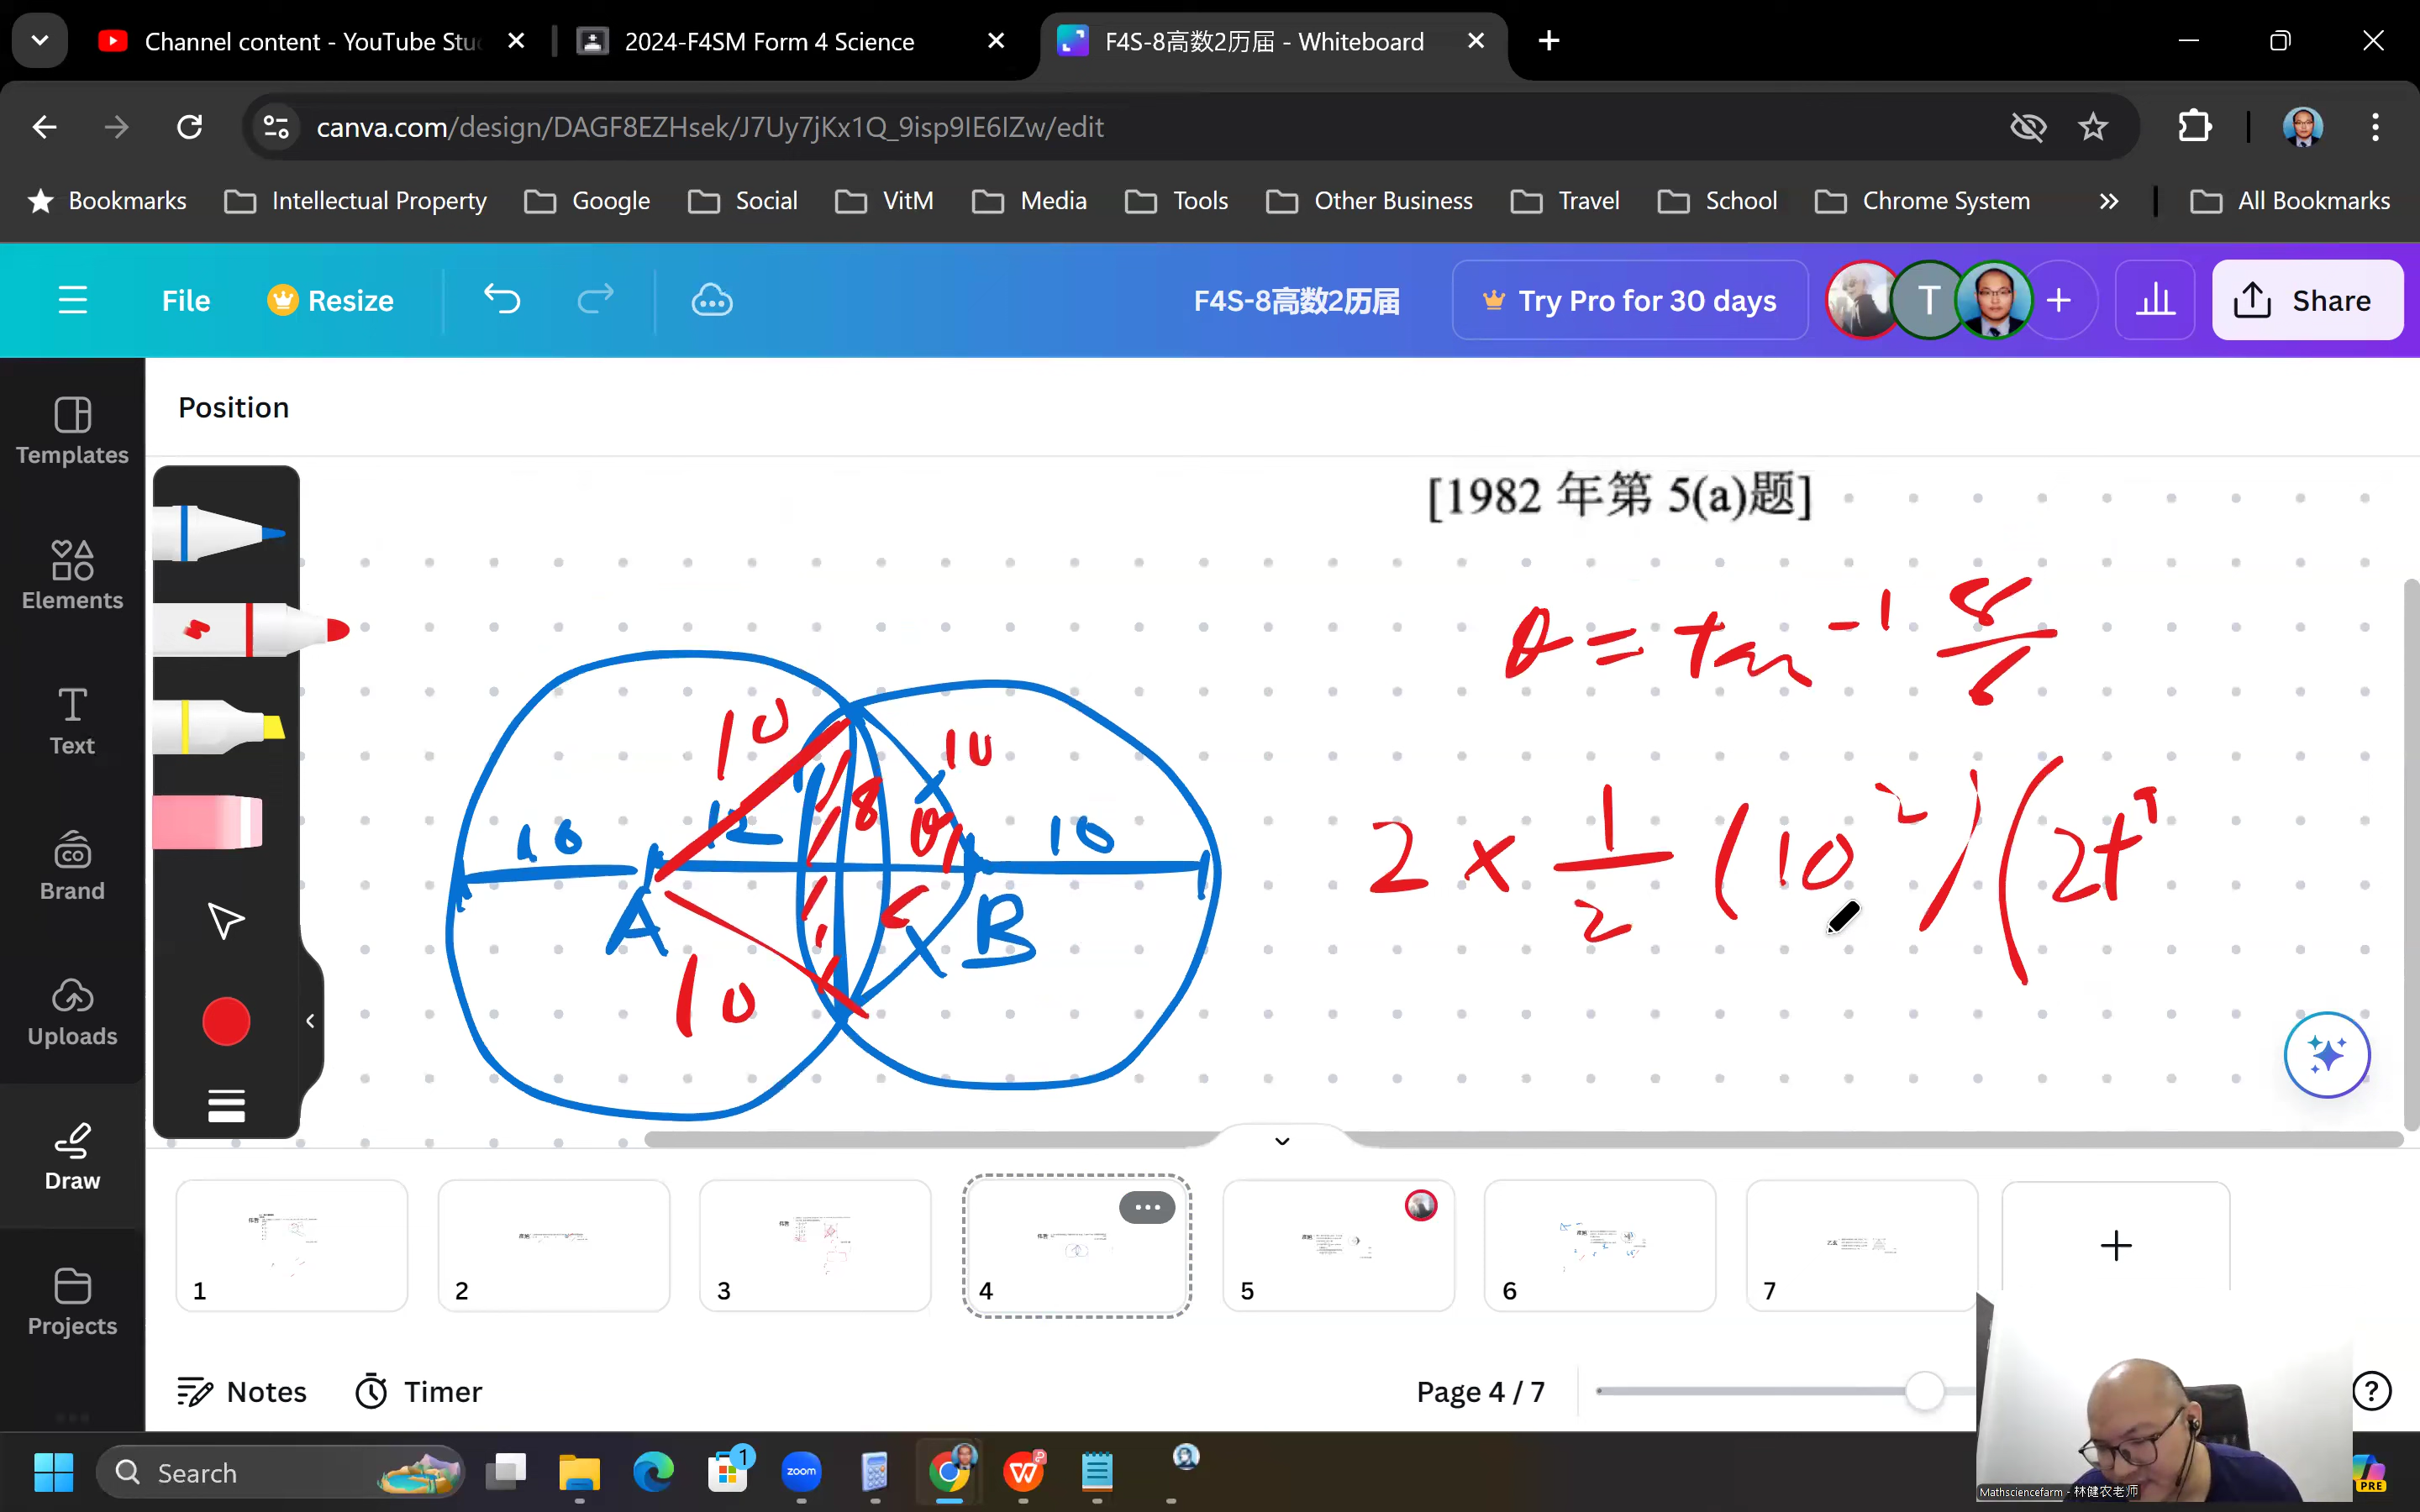 Channel content - YouTube Stu
2024-F4SM Form 4 Science
F4S-8高数2历届 - Whiteboard
canva.com/design/DAGF8EZHsek/J7Uy7jKx1Q_9isp9IE6IZw/edit
Bookmarks Intellectual Property Google Social VitM Media Tools Other Business Travel School Chrome System All Bookmarks
File Resize F4S-8高数2历届 Try Pro for 30 days T Share
Position
Templates
Elements
Text
Brand
Uploads
Draw
Projects
[1982 年第 5(a)题]
θ = tan⁻¹ 8/6
2 × 1/2 (10²)(2t
10 10
10 12 8 θ 10
A 6 B
10
1 2 3 4 5 6 7
Notes Timer Page 4 / 7
Search 1 zoom PRE
Mathsciencefarm - 林健农老师